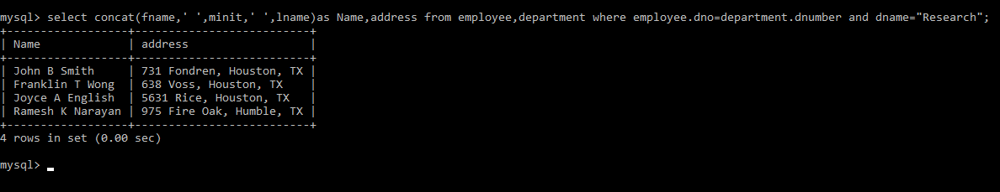 mysql> select concat(fname,' ',minit,' ',lname)as Name,address from employee,department where employee.dno=department.dnumber and dname="Research";
+------------------+--------------------------+
| Name             | address                  |
+------------------+--------------------------+
| John B Smith     | 731 Fondren, Houston, TX |
| Franklin T Wong  | 638 Voss, Houston, TX    |
| Joyce A English  | 5631 Rice, Houston, TX   |
| Ramesh K Narayan | 975 Fire Oak, Humble, TX |
+------------------+--------------------------+
4 rows in set (0.00 sec)
mysql> _